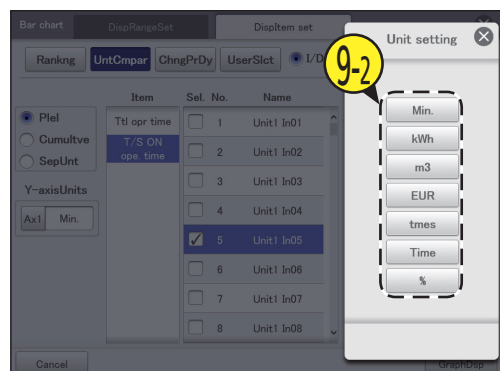 Bar chart
DispRangeSet
DispItem set
Unit setting
Rankng
UntCmpar
ChngPrDy
UserSlct
I/D
9-2
Item
Sel.
No.
Name
Plel
Cumultve
SepUnt
Y-axisUnits
Ax1
Min.
Ttl opr time
T/S ON
ope. time
1 Unit1 In01
2 Unit1 In02
3 Unit1 In03
4 Unit1 In04
5 Unit1 In05
6 Unit1 In06
7 Unit1 In07
8 Unit1 In08
Min.
kWh
m3
EUR
tmes
Time
%
Cancel
GraphDsp